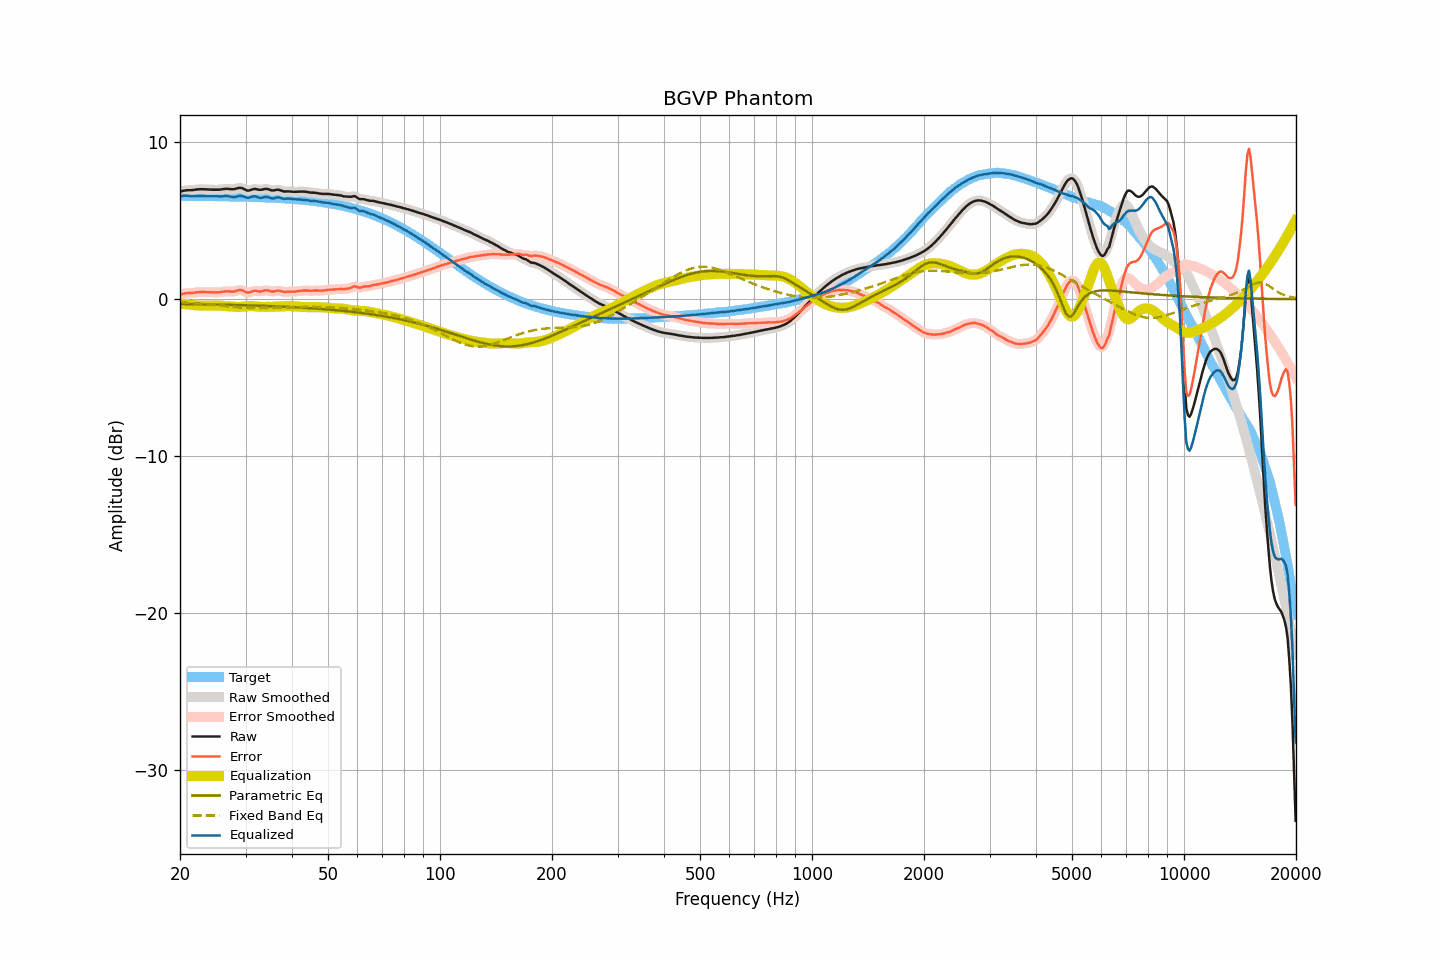 BGVP Phantom
Amplitude (dBr)
10
0
−10
−20
−30
Target
Raw Smoothed
Error Smoothed
Raw
Error
Equalization
Parametric Eq
Fixed Band Eq
Equalized
20 50 100 200 500 1000 2000 5000 10000 20000
Frequency (Hz)